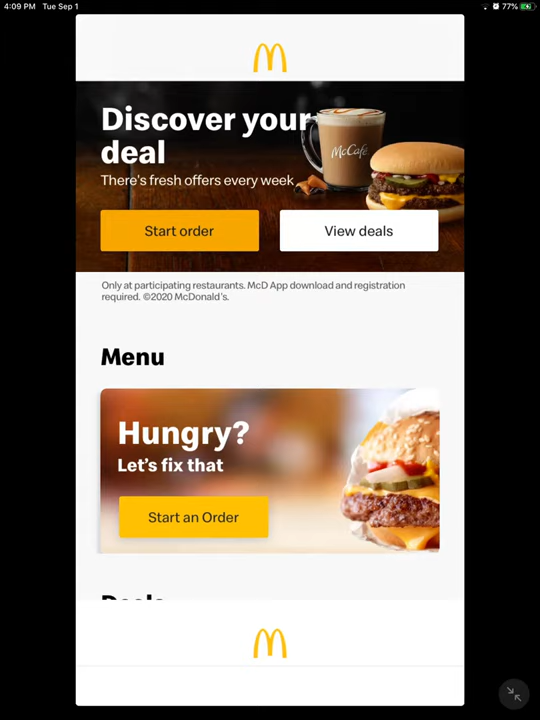 4:09 PM Tue Sep 1
77%
Discover your
deal
There's fresh offers every week
McCafé
Start order
View deals
Only at participating restaurants. McD App download and registration
required. ©2020 McDonald's.
Menu
Hungry?
Let's fix that
Start an Order
Deals